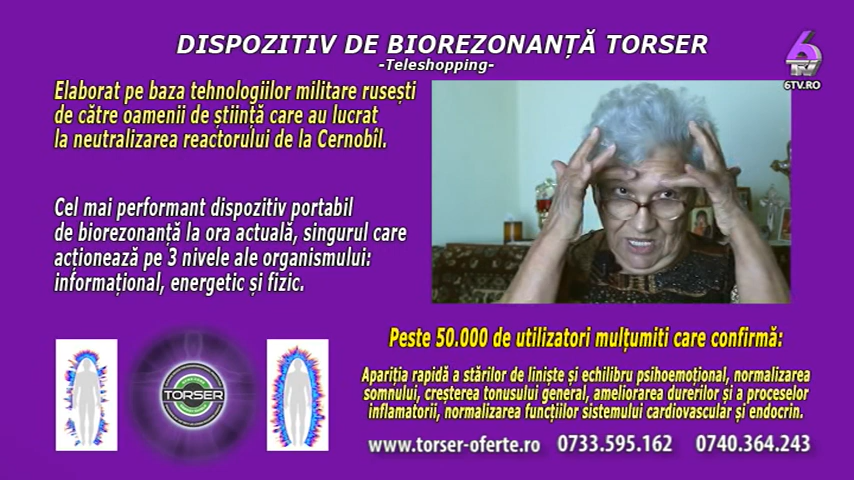 DISPOZITIV DE BIOREZONANȚĂ TORSER
-Teleshopping-
6
TV
6TV.RO
Elaborat pe baza tehnologiilor militare rusești
de către oamenii de știință care au lucrat
la neutralizarea reactorului de la Cernobîl.
Cel mai performant dispozitiv portabil
de biorezonanță la ora actuală, singurul care
acționează pe 3 nivele ale organismului:
informațional, energetic și fizic.
TORSER
Peste 50.000 de utilizatori mulțumiti care confirmă:
Apariția rapidă a stărilor de liniște și echilibru psihoemoțional, normalizarea
somnului, creșterea tonusului general, ameliorarea durerilor și a proceselor
inflamatorii, normalizarea funcțiilor sistemului cardiovascular și endocrin.
www.torser-oferte.ro 0733.595.162 0740.364.243